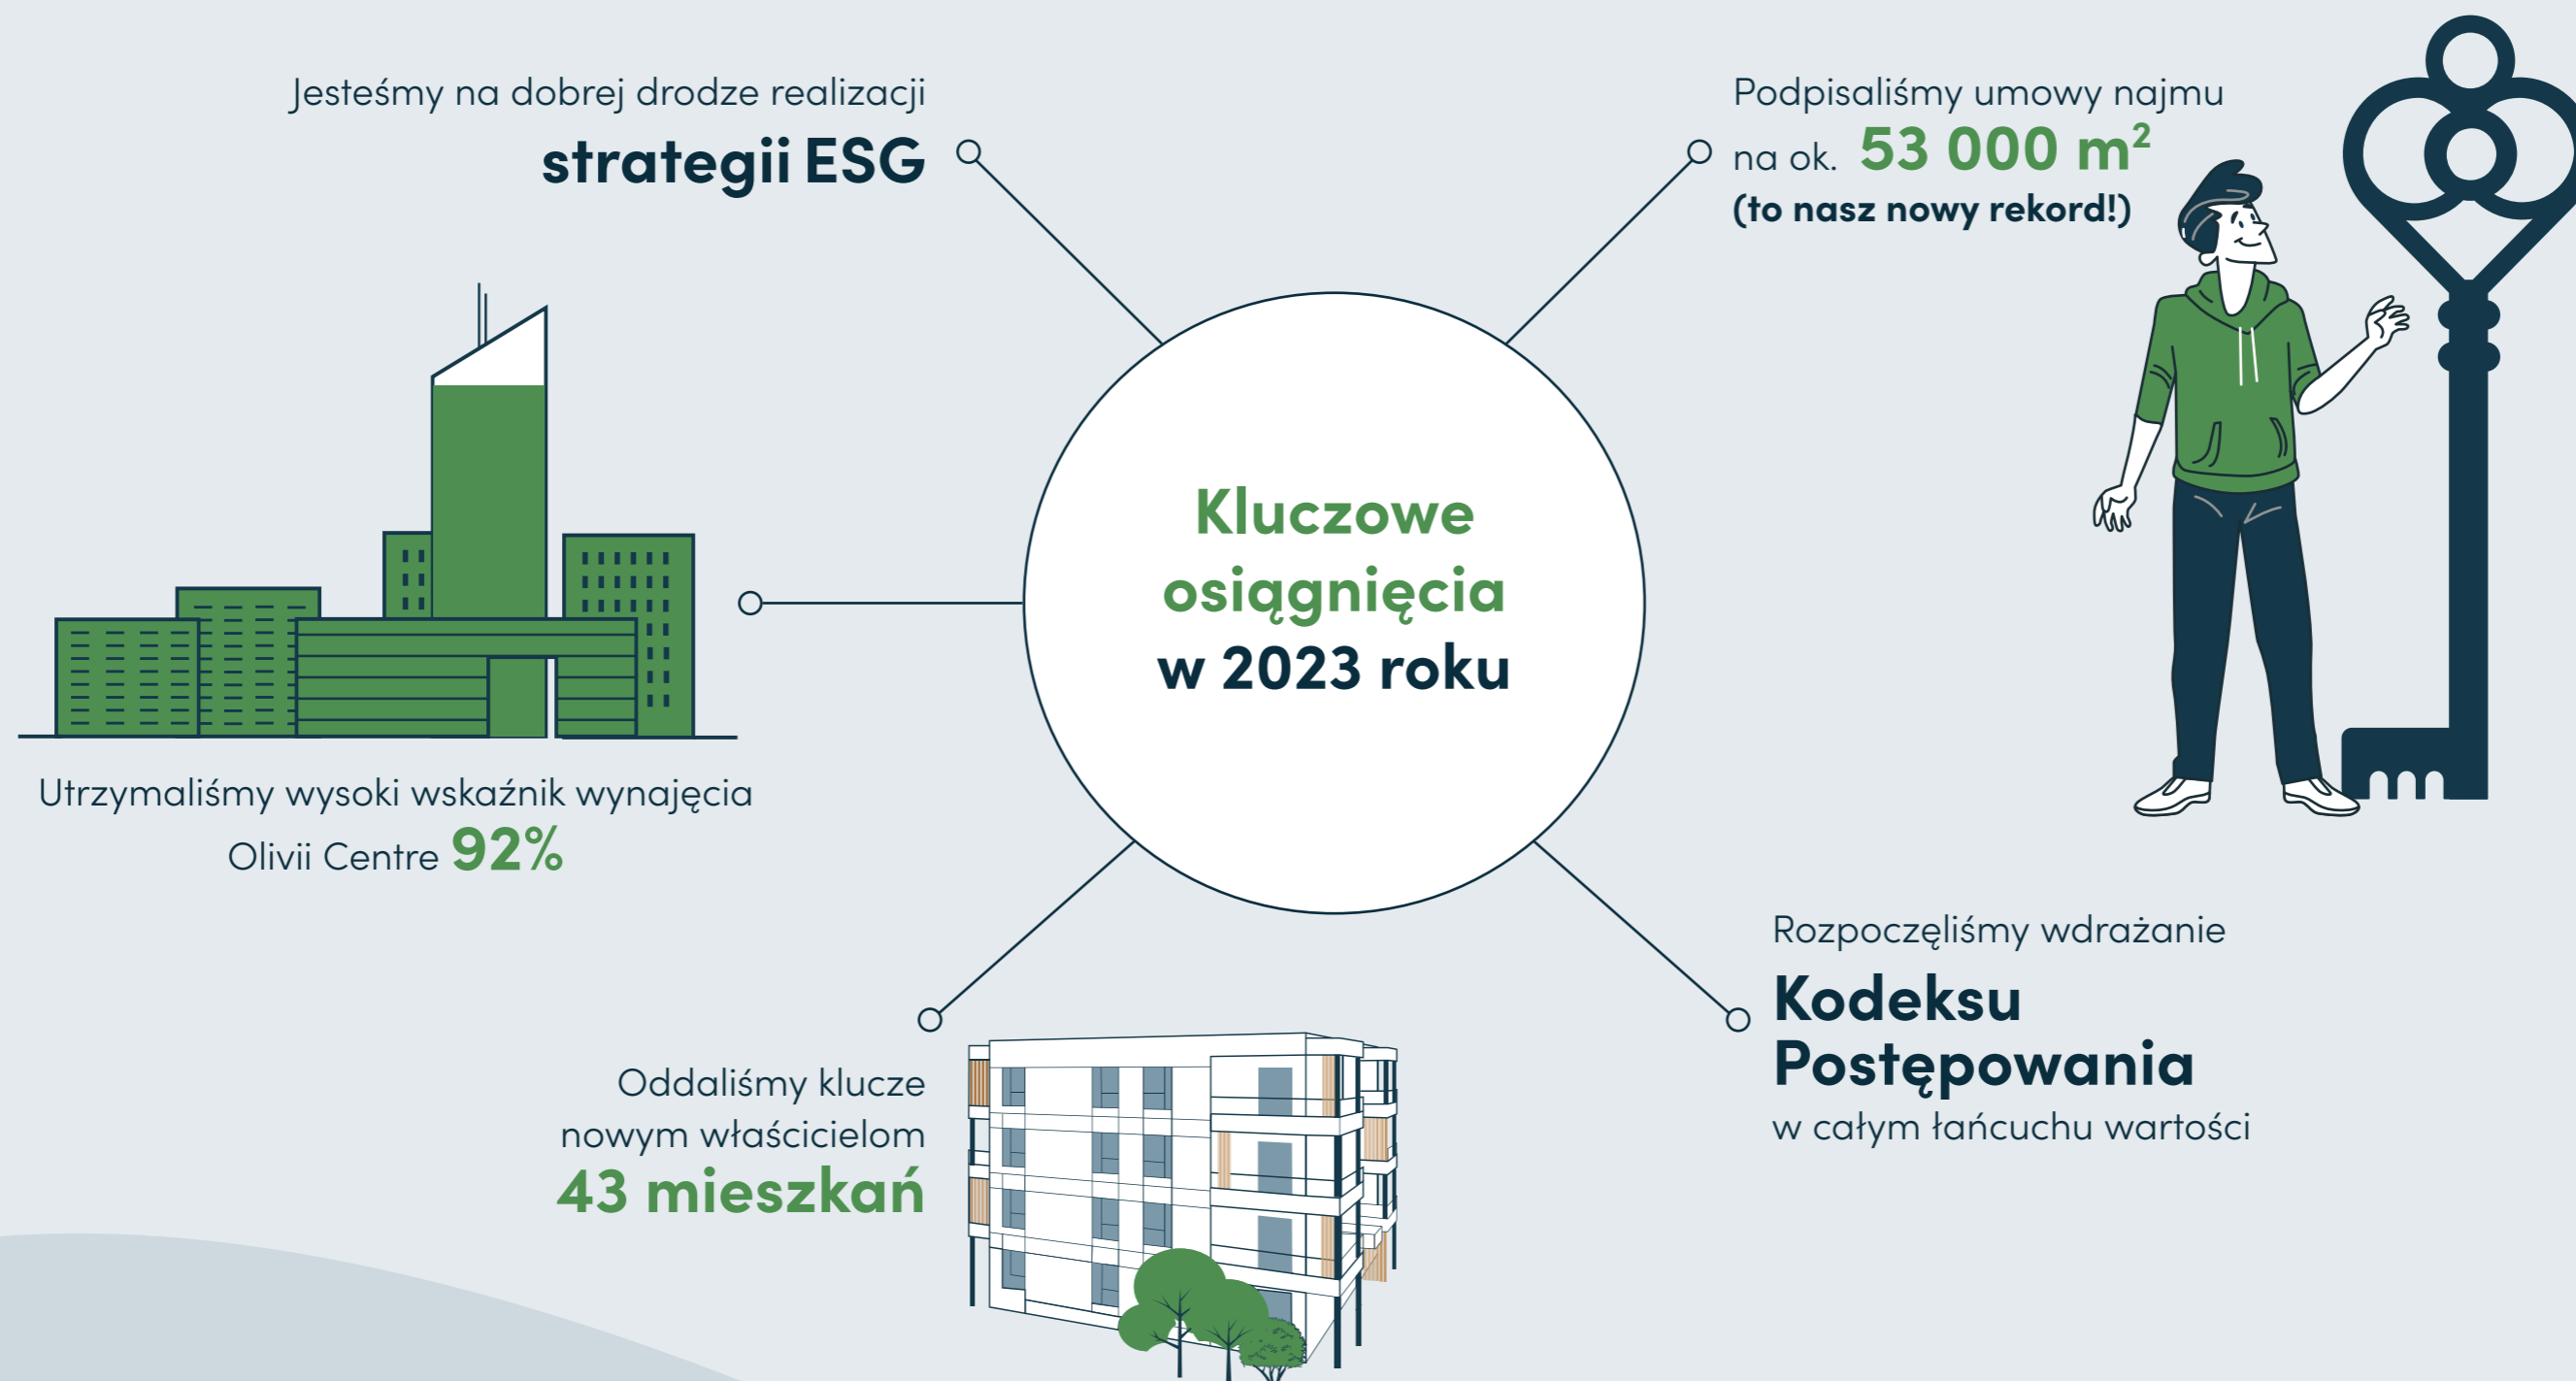 Jesteśmy na dobrej drodze realizacji
strategii ESG
Podpisaliśmy umowy najmu
na ok. 53 000 m²
(to nasz nowy rekord!)
Kluczowe
osiągnięcia
w 2023 roku
Utrzymaliśmy wysoki wskaźnik wynajęcia
Olivii Centre 92%
Oddaliśmy klucze
nowym właścicielom
43 mieszkań
Rozpoczęliśmy wdrażanie
Kodeksu
Postępowania
w całym łańcuchu wartości